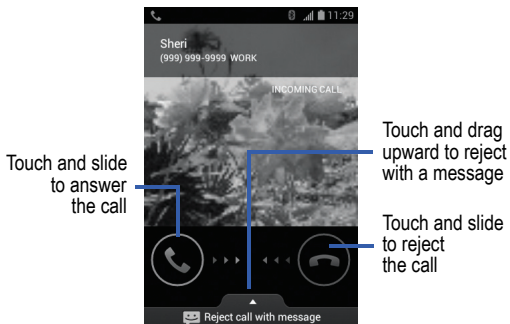 11:29
Sheri
(999) 999-9999 WORK
INCOMING CALL
Touch and slide
to answer
the call
Touch and drag
upward to reject
with a message
Touch and slide
to reject
the call
Reject call with message